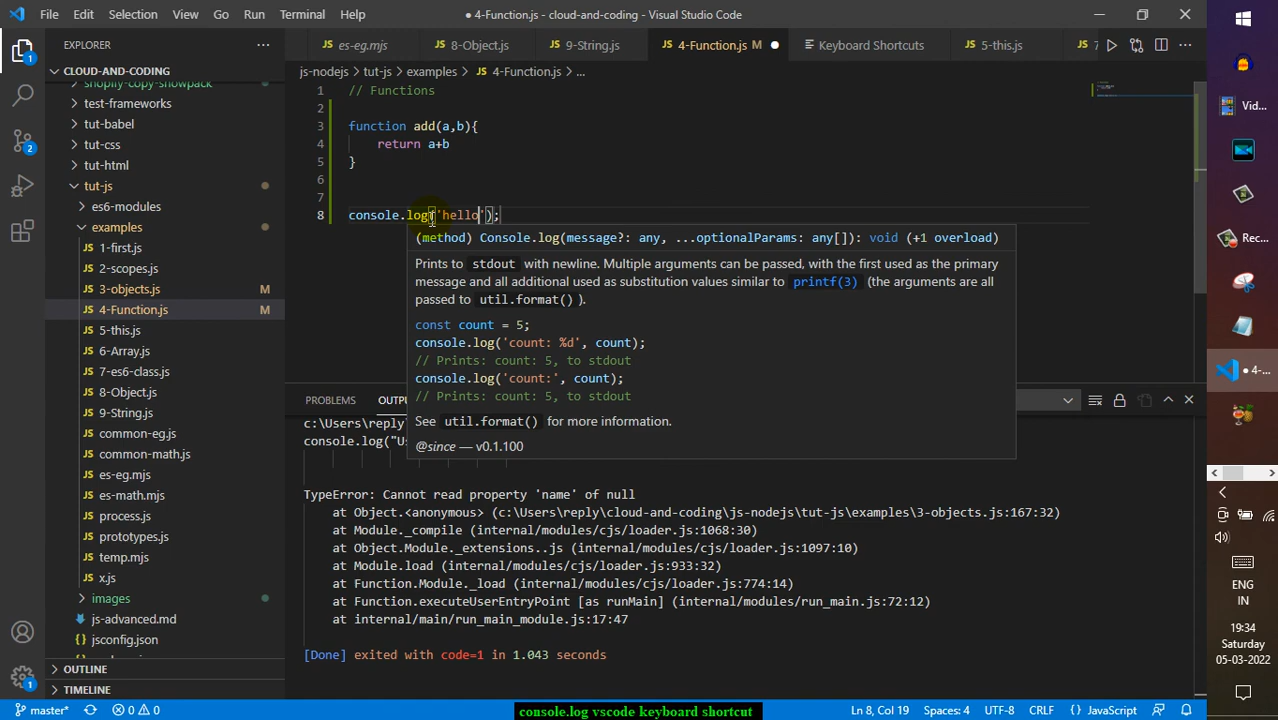 File Edit Selection View Go Run Terminal Help
● 4-Function.js - cloud-and-coding - Visual Studio Code
EXPLORER
CLOUD-AND-CODING
shopify-copy-showpack
test-frameworks
tut-babel
tut-css
tut-html
tut-js
es6-modules
examples
1-first.js
2-scopes.js
3-objects.js M
4-Function.js M
5-this.js
6-Array.js
7-es6-class.js
8-Object.js
9-String.js
common-eg.js
common-math.js
es-eg.mjs
es-math.mjs
process.js
prototypes.js
temp.mjs
x.js
images
js-advanced.md
jsconfig.json
OUTLINE
TIMELINE
es-eg.mjs 8-Object.js 9-String.js 4-Function.js M Keyboard Shortcuts 5-this.js 7
js-nodejs > tut-js > examples > JS 4-Function.js > ...
1 // Functions
2
3 function add(a,b){
4 return a+b
5 }
6
7
8 console.log('hello');
(method) Console.log(message?: any, ...optionalParams: any[]): void (+1 overload)
Prints to stdout with newline. Multiple arguments can be passed, with the first used as the primary
message and all additional used as substitution values similar to printf(3) (the arguments are all
passed to util.format() ).
const count = 5;
console.log('count: %d', count);
// Prints: count: 5, to stdout
console.log('count:', count);
// Prints: count: 5, to stdout
See util.format() for more information.
@since — v0.1.100
PROBLEMS OUTP
c:\Users\reply
console.log("Us
TypeError: Cannot read property 'name' of null
at Object.<anonymous> (c:\Users\reply\cloud-and-coding\js-nodejs\tut-js\examples\3-objects.js:167:32)
at Module._compile (internal/modules/cjs/loader.js:1068:30)
at Object.Module._extensions..js (internal/modules/cjs/loader.js:1097:10)
at Module.load (internal/modules/cjs/loader.js:933:32)
at Function.Module._load (internal/modules/cjs/loader.js:774:14)
at Function.executeUserEntryPoint [as runMain] (internal/modules/run_main.js:72:12)
at internal/main/run_main_module.js:17:47
[Done] exited with code=1 in 1.043 seconds
master* 0 0
console.log vscode keyboard shortcut
Ln 8, Col 19 Spaces: 4 UTF-8 CRLF {} JavaScript
Vid...
Rec...
● 4-...
ENG
IN
19:34
Saturday
05-03-2022